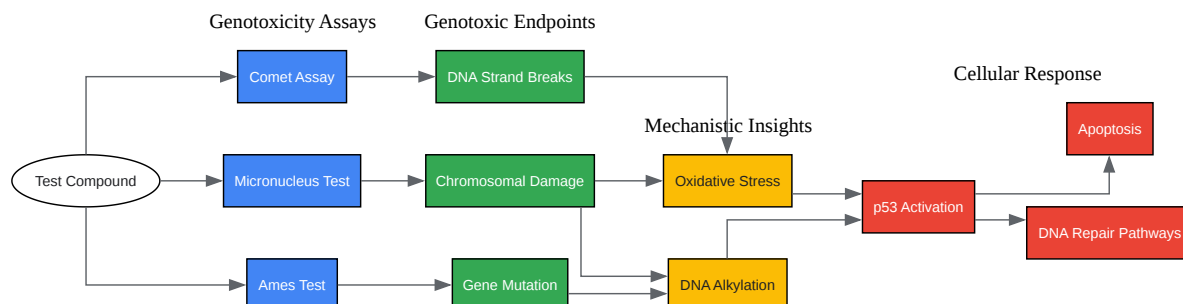 Genotoxicity Assays
Genotoxic Endpoints
Comet Assay
DNA Strand Breaks
Cellular Response
Mechanistic Insights
Apoptosis
Test Compound
Micronucleus Test
Chromosomal Damage
Oxidative Stress
p53 Activation
DNA Repair Pathways
Ames Test
Gene Mutation
DNA Alkylation